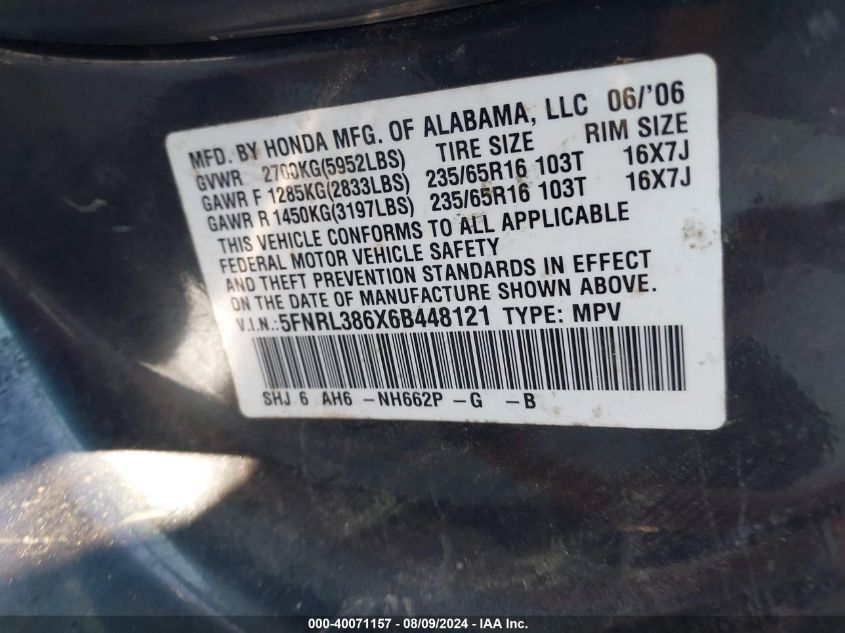 MFD. BY HONDA MFG. OF ALABAMA, LLC 06/'06
GVWR 2700KG(5952LBS) TIRE SIZE RIM SIZE
GAWR F 1285KG(2833LBS) 235/65R16 103T 16X7J
GAWR R 1450KG(3197LBS) 235/65R16 103T 16X7J
THIS VEHICLE CONFORMS TO ALL APPLICABLE
FEDERAL MOTOR VEHICLE SAFETY
AND THEFT PREVENTION STANDARDS IN EFFECT
ON THE DATE OF MANUFACTURE SHOWN ABOVE.
V.I.N.:5FNRL386X6B448121 TYPE: MPV
SHJ 6 AH6 -NH662P -G -B
000-40071157 - 08/09/2024 - IAA Inc.